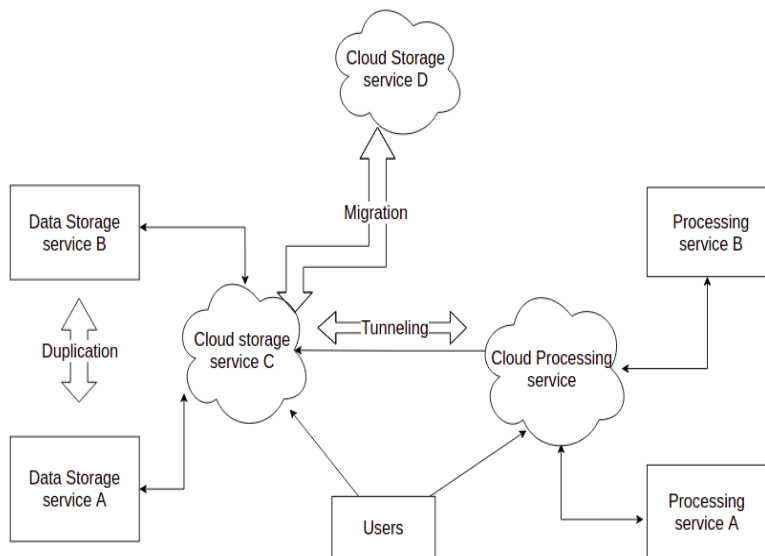 Cloud Storage
service D
Migration
Data Storage
service B
Processing
service B
Duplication
Cloud storage
service C
Tunneling
Cloud Processing
service
Data Storage
service A
Users
Processing
service A